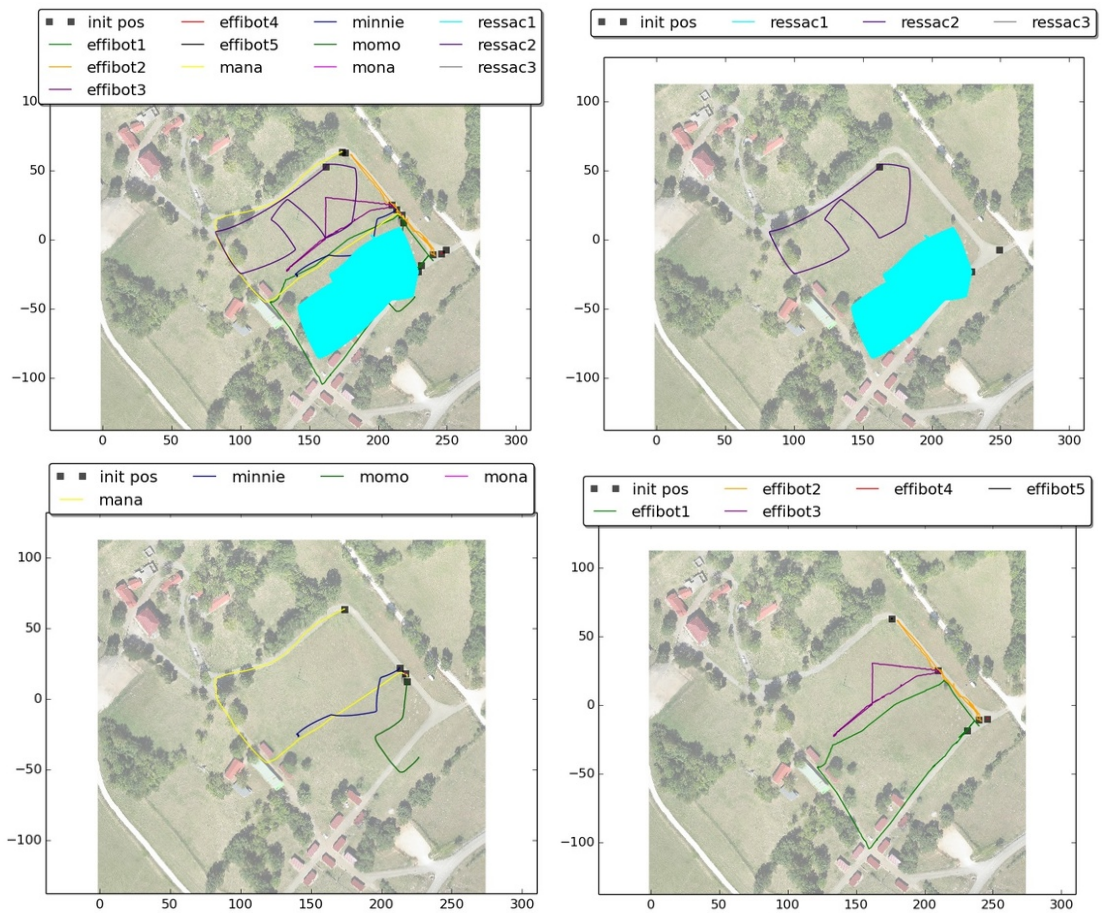 init pos effibot4 minnie ressac1
effibot1 effibot5 momo ressac2
effibot2 mana mona ressac3
effibot3
10
50
0
−50
−100
0 50 100 150 200 250 300
init pos ressac1 ressac2 ressac3
100
50
0
−50
−100
0 50 100 150 200 250 300
init pos minnie momo mona
mana
100
50
0
−50
−100
0 50 100 150 200 250 300
init pos effibot2 effibot4 effibot5
effibot1 effibot3
100
50
0
−50
−100
0 50 100 150 200 250 300